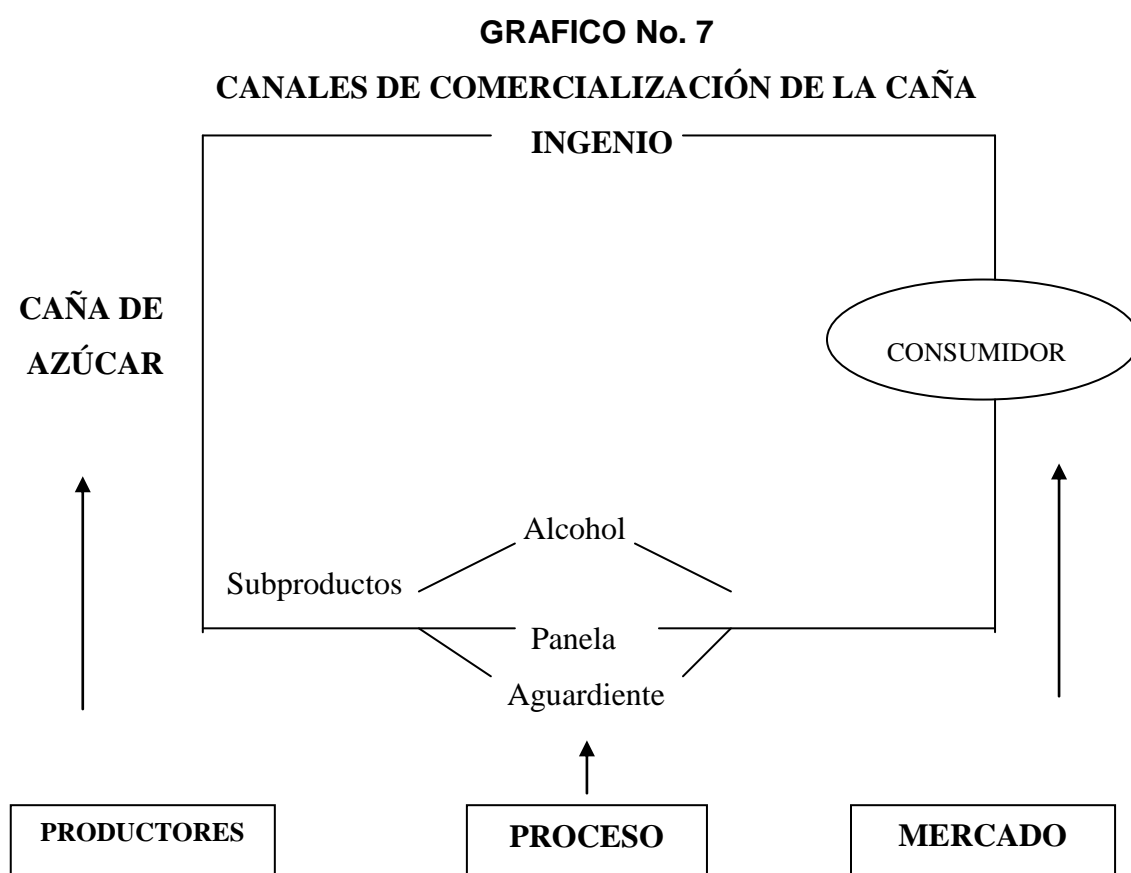 GRAFICO No. 7
CANALES DE COMERCIALIZACIÓN DE LA CAÑA
INGENIO
CAÑA DE
AZÚCAR
CONSUMIDOR
Alcohol
Subproductos
Panela
Aguardiente
PRODUCTORES
PROCESO
MERCADO